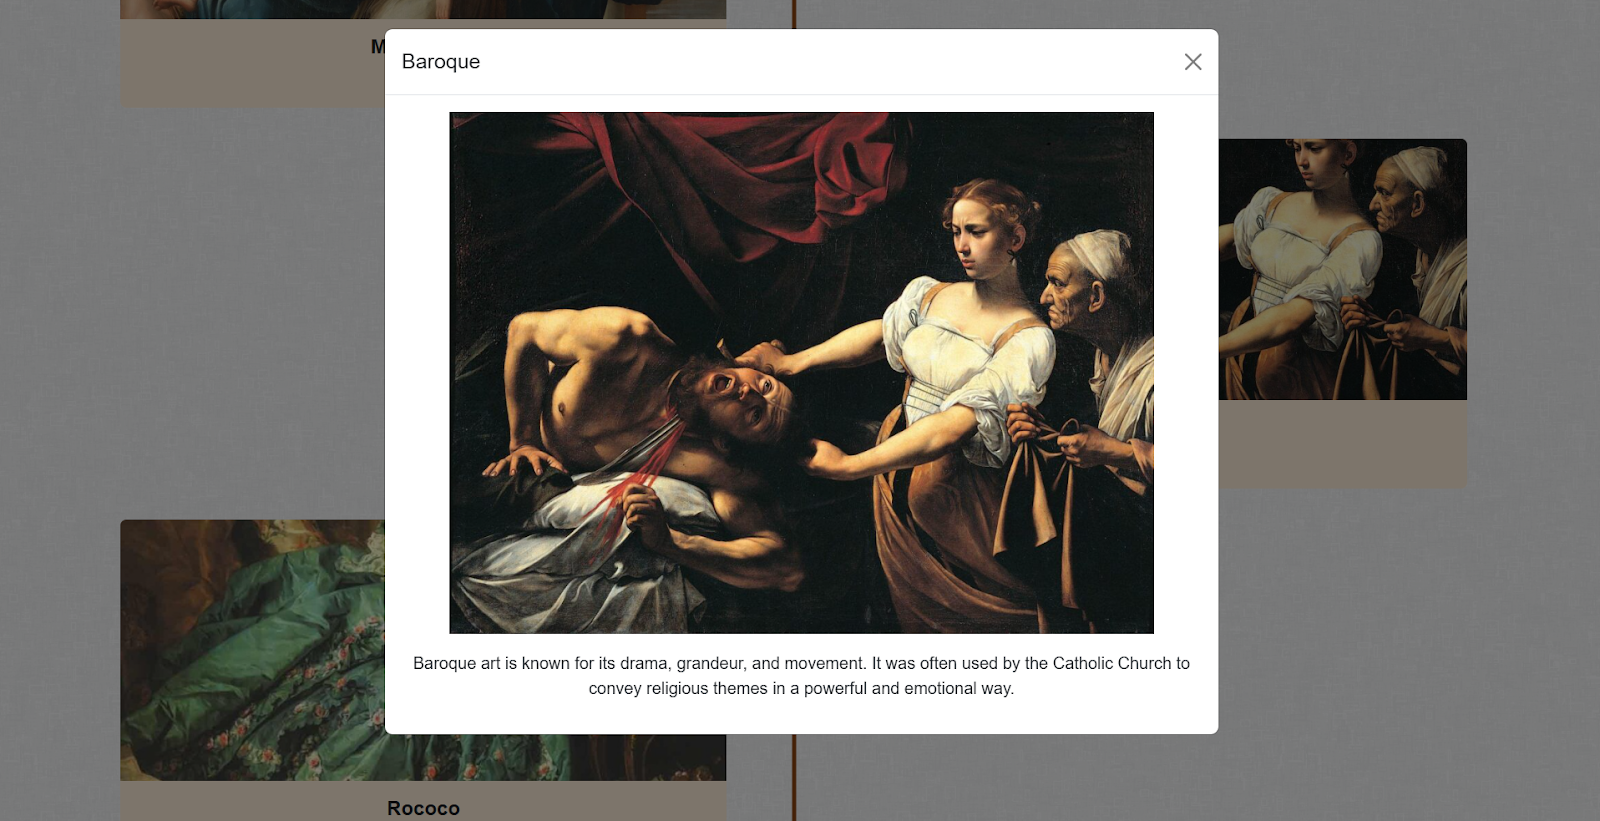 M
Baroque
Baroque art is known for its drama, grandeur, and movement. It was often used by the Catholic Church to
convey religious themes in a powerful and emotional way.
Rococo